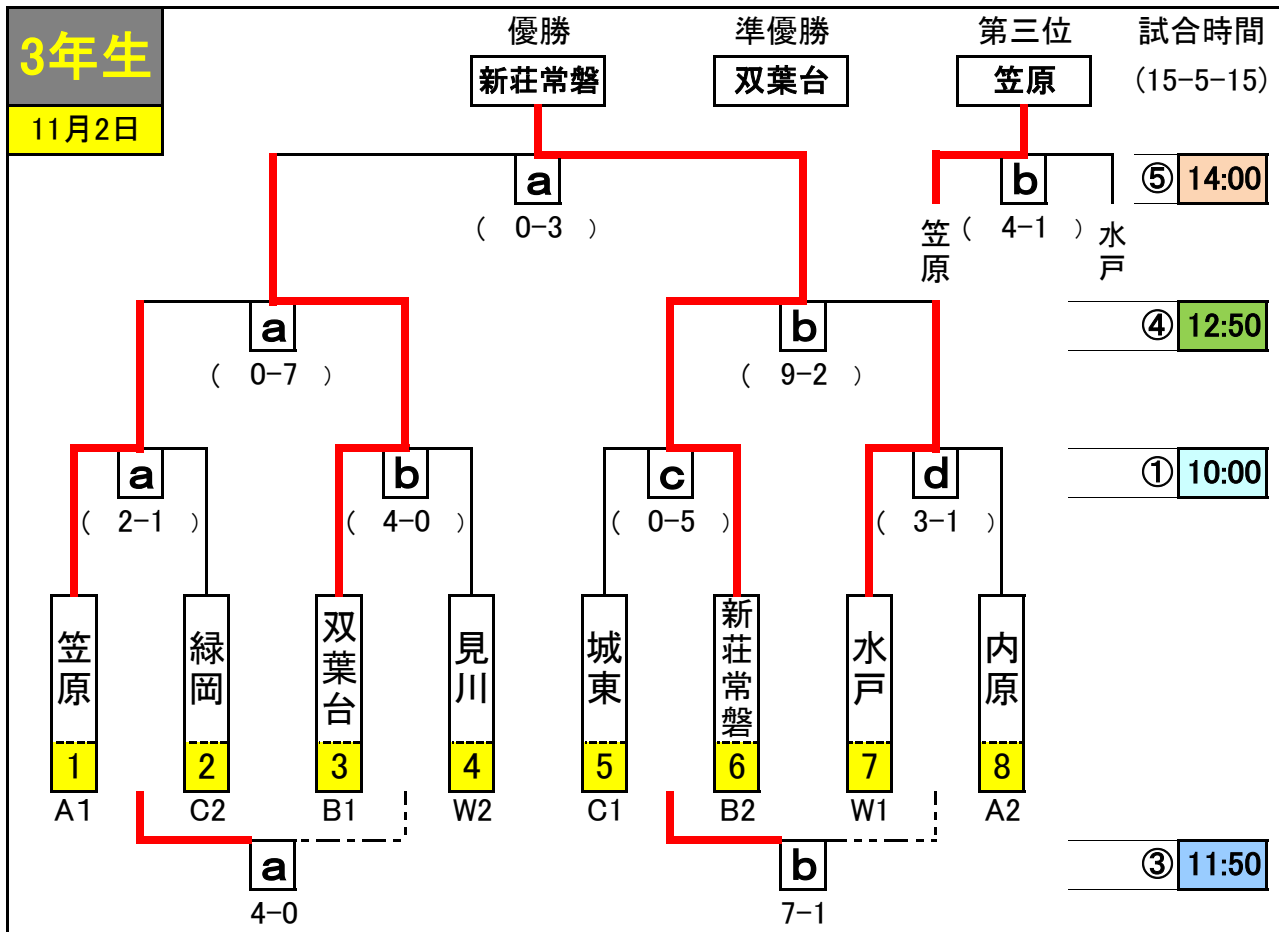 3年生
11月2日
優勝 準優勝 第三位 試合時間
新荘常磐 双葉台 笠原 (15-5-15)
a b ⑤ 14:00
( 0-3 ) 笠原 ( 4-1 ) 水戸
a b ④ 12:50
( 0-7 ) ( 9-2 )
a b c d ① 10:00
( 2-1 ) ( 4-0 ) ( 0-5 ) ( 3-1 )
笠原 緑岡 双葉台 見川 城東 新荘常磐 水戸 内原
1 2 3 4 5 6 7 8
A1 C2 B1 W2 C1 B2 W1 A2
a b ③ 11:50
4-0 7-1